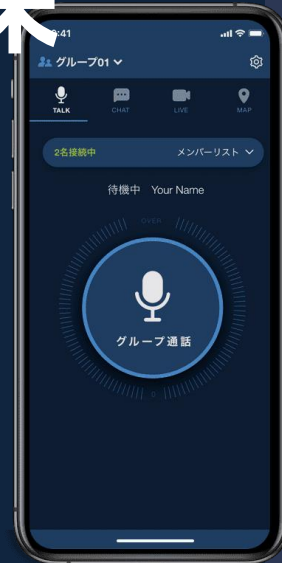 :41
グループ01
TALK
CHAT
LIVE
MAP
2名接続中 メンバーリスト
待機中 Your Name
OVER
グループ通話